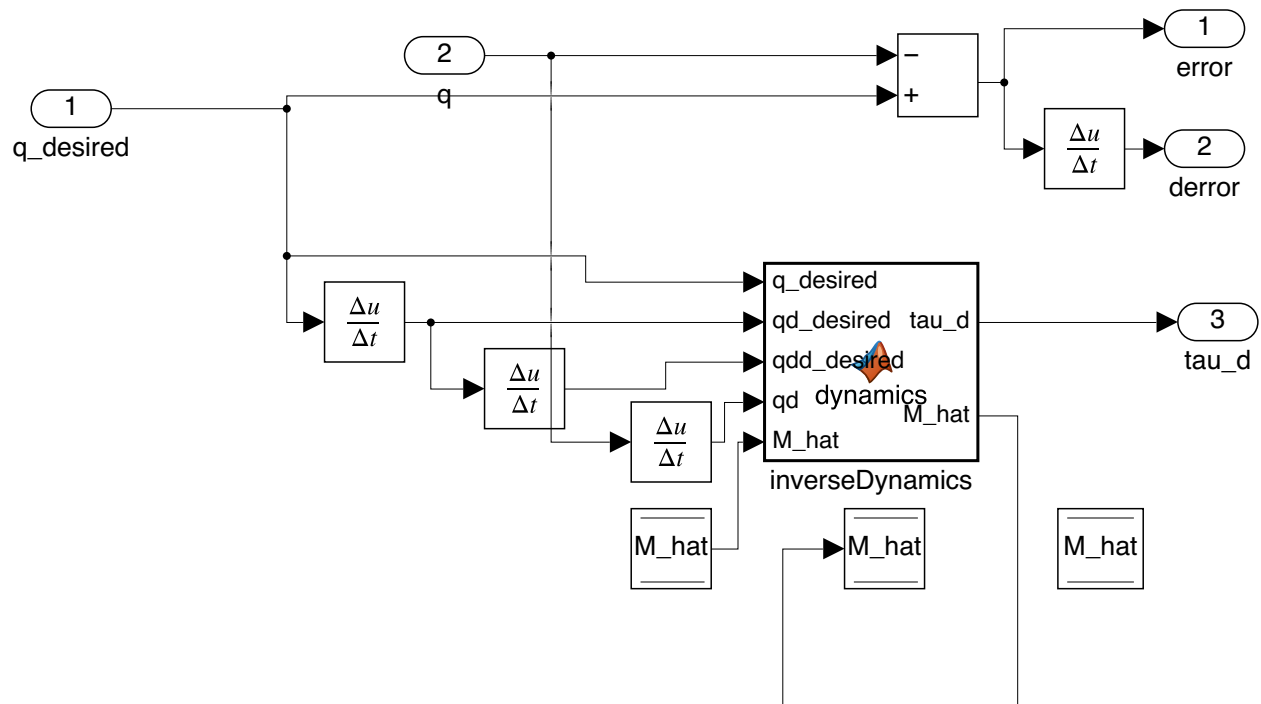 1
error
2
q
−
+
1
q_desired
Δu
Δt
2
derror
q_desired
qd_desired
tau_d
3
tau_d
Δu
Δt
qdd_desired
Δu
Δt
dynamics
qd
M_hat
Δu
Δt
M_hat
inverseDynamics
M_hat
M_hat
M_hat